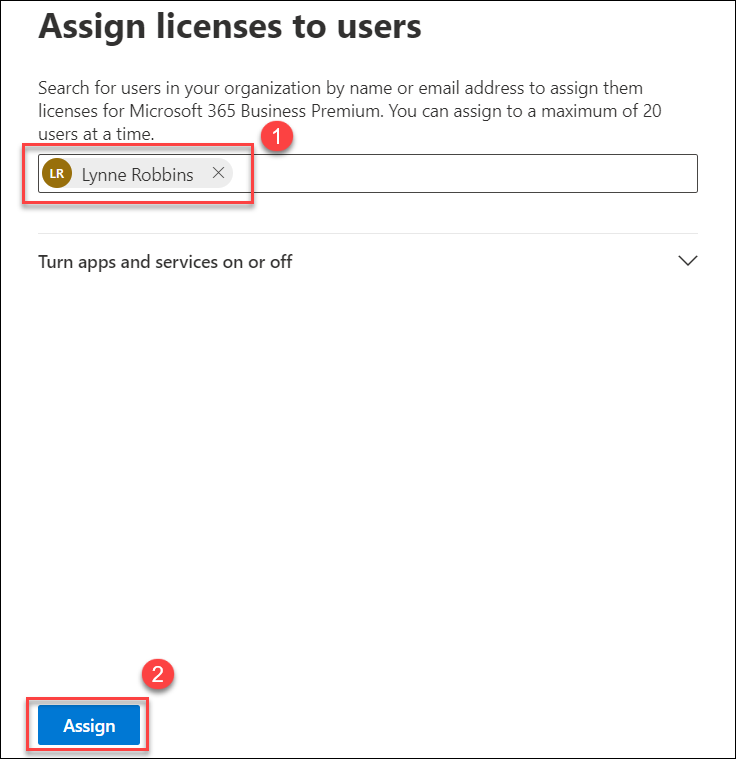 Assign licenses to users
Search for users in your organization by name or email address to assign them
licenses for Microsoft 365 Business Premium. You can assign to a maximum of 20
users at a time.
1
LR Lynne Robbins
Turn apps and services on or off
2
Assign